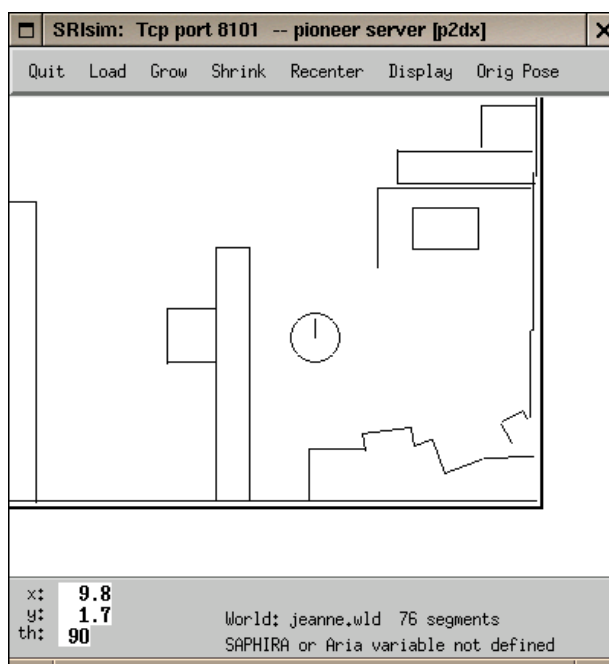 SRIsim: Tcp port 8101 -- pioneer server [p2dx]
Quit Load Grow Shrink Recenter Display Orig Pose
x: 9.8
y: 1.7
th: 90
World: jeanne.wld 76 segments
SAPHIRA or Aria variable not defined